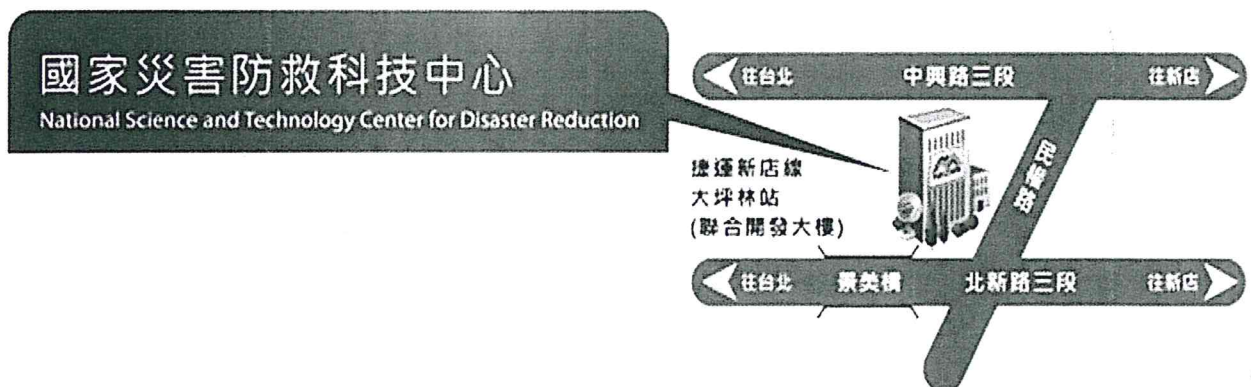 國家災害防救科技中心
National Science and Technology Center for Disaster Reduction
往台北
中興路三段
往新店
民權路
捷運新店線
大坪林站
(聯合開發大樓)
往台北
景美橋
北新路三段
往新店